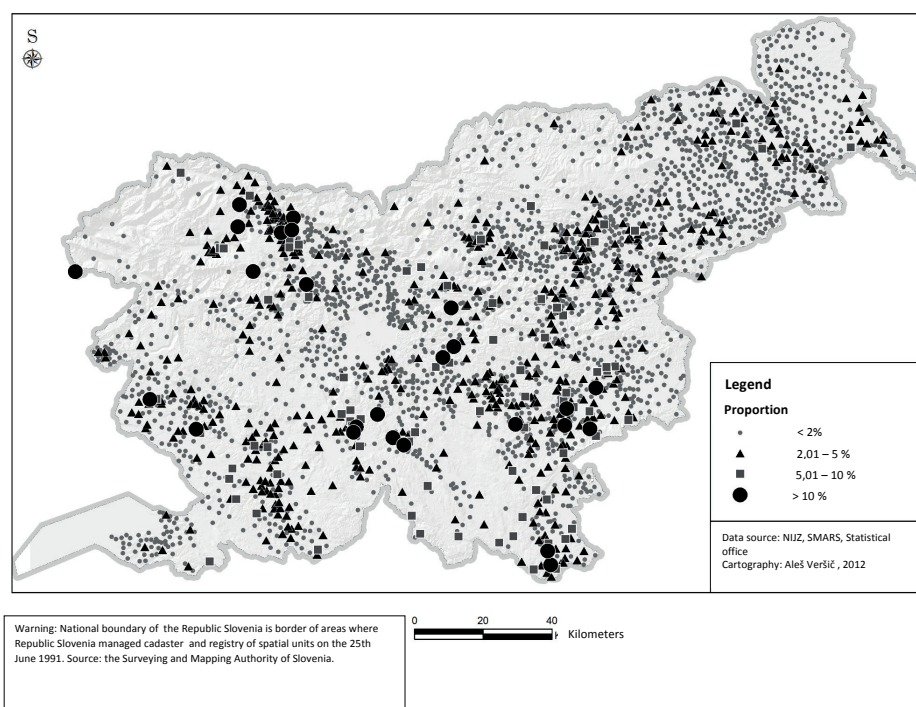 S
Legend
Proportion
< 2%
2,01 – 5 %
5,01 – 10 %
> 10 %
Data source: NIJZ, SMARS, Statistical
office
Cartography: Aleš Veršič , 2012
Warning: National boundary of the Republic Slovenia is border of areas where
Republic Slovenia managed cadaster and registry of spatial units on the 25th
June 1991. Source: the Surveying and Mapping Authority of Slovenia.
0 20 40
Kilometers